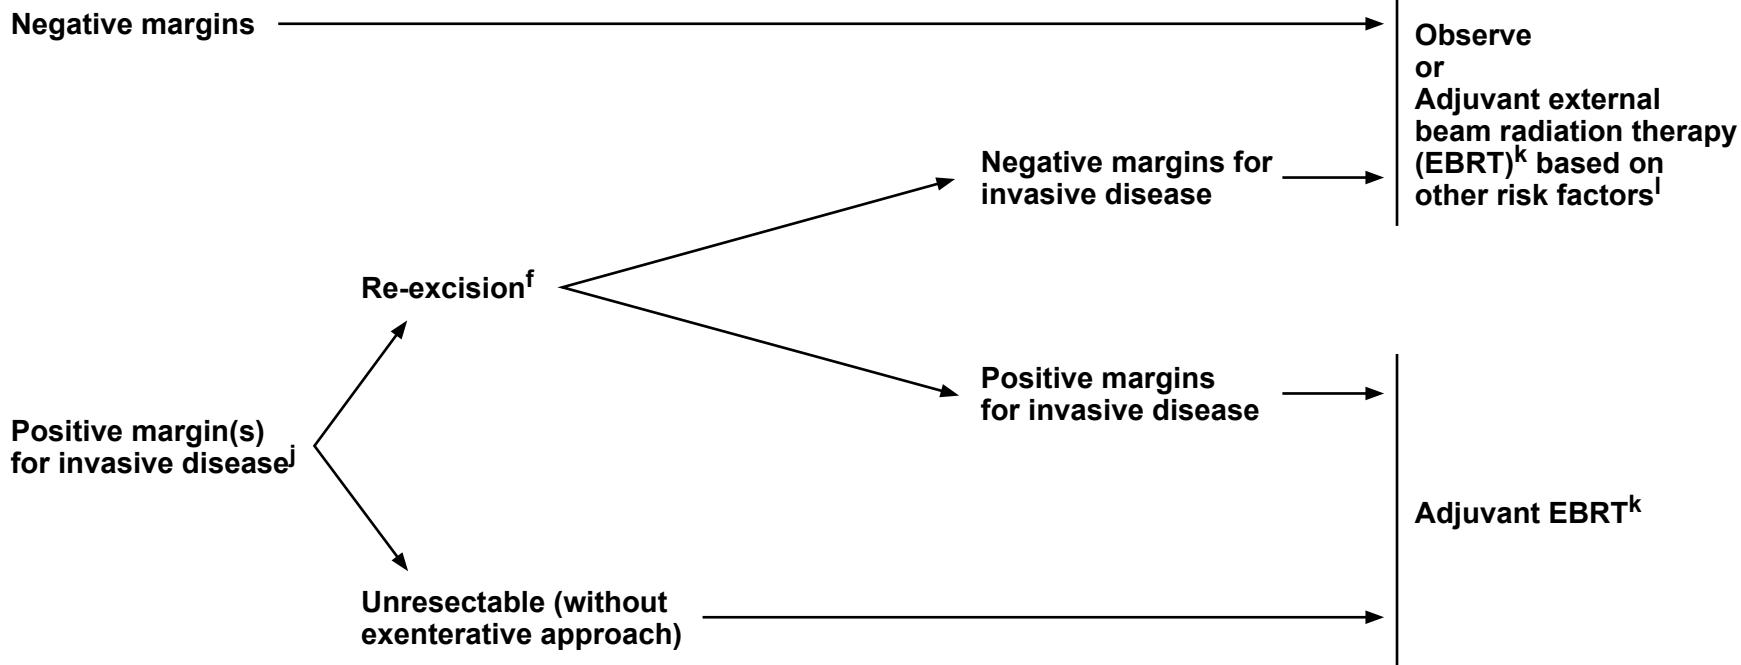 Negative margins
Observe
or
Adjuvant external
beam radiation therapy
(EBRT)k based on
other risk factorsl
Negative margins for
invasive disease
Re-excisionf
Positive margins
for invasive disease
Positive margin(s)
for invasive diseasej
Adjuvant EBRTk
Unresectable (without
exenterative approach)